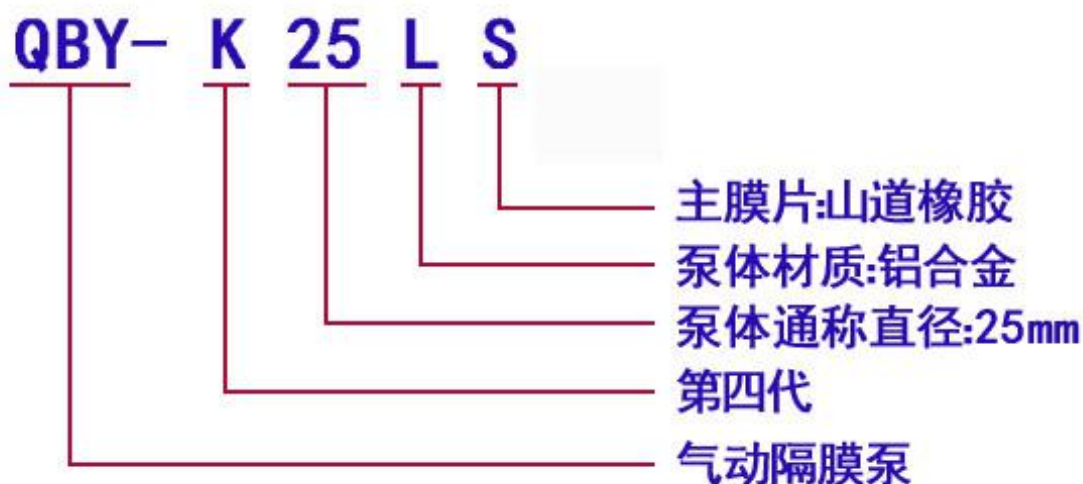 QBY- K 25 L S
主膜片:山道橡胶
泵体材质:铝合金
泵体通称直径:25mm
第四代
气动隔膜泵